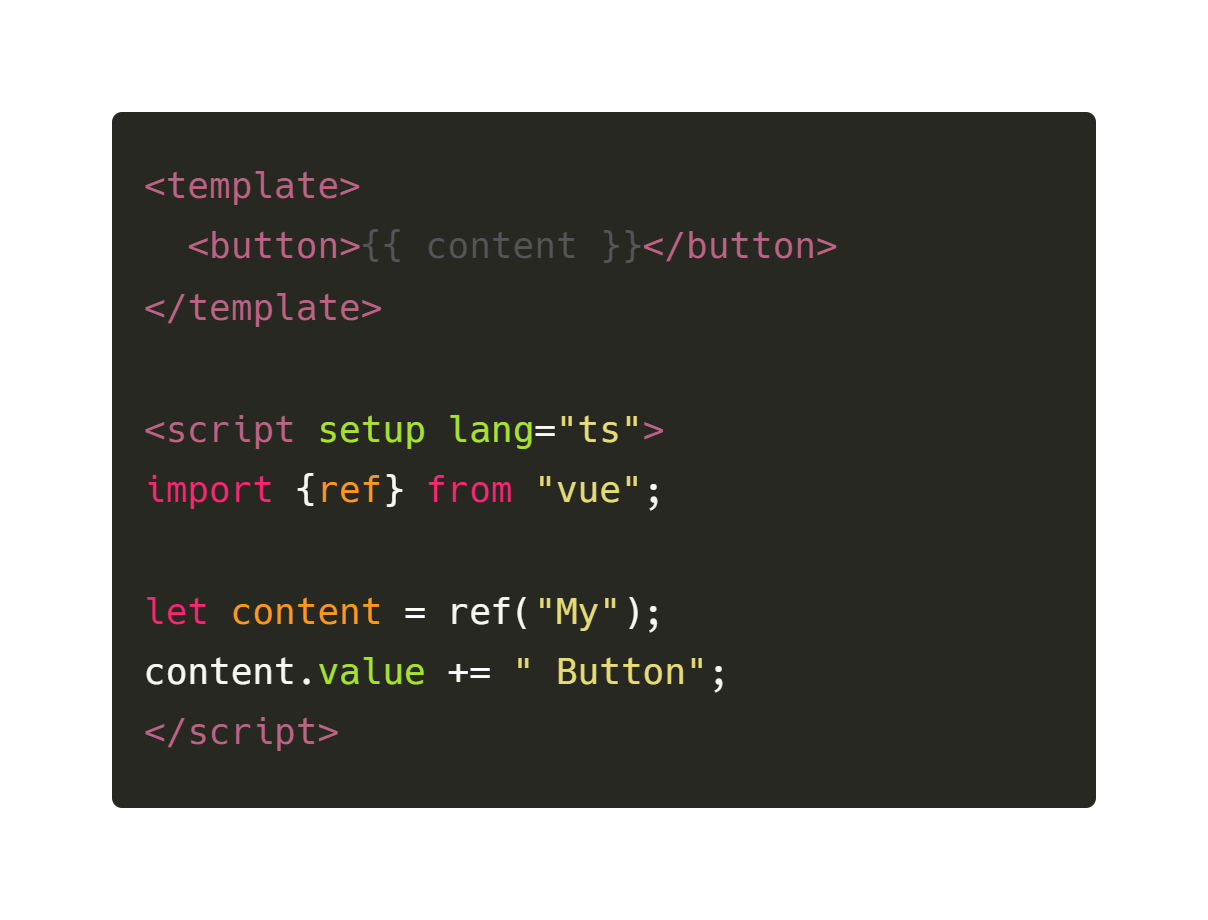 <template>
  <button>{{ content }}</button>
</template>

<script setup lang="ts">
import {ref} from "vue";

let content = ref("My");
content.value += " Button";
</script>